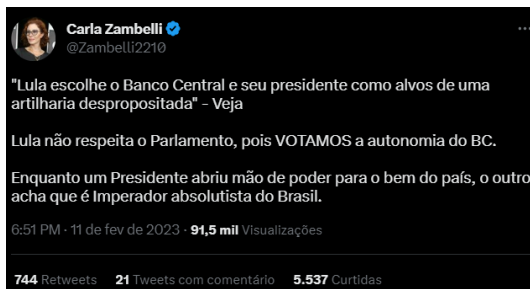 Carla Zambelli
@Zambelli2210
"Lula escolhe o Banco Central e seu presidente como alvos de uma
artilharia despropositada" - Veja
Lula não respeita o Parlamento, pois VOTAMOS a autonomia do BC.
Enquanto um Presidente abriu mão de poder para o bem do país, o outro
acha que é Imperador absolutista do Brasil.
6:51 PM · 11 de fev de 2023 · 91,5 mil Visualizações
744 Retweets 21 Tweets com comentário 5.537 Curtidas